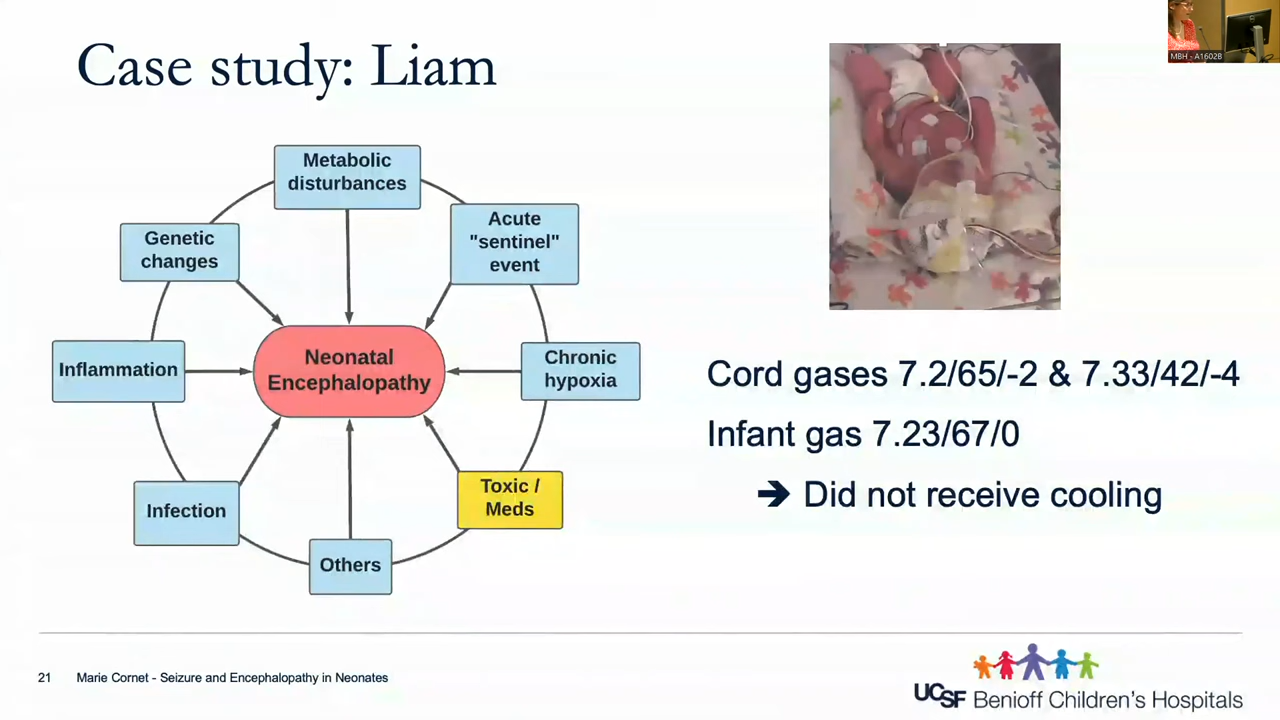 MBH - A1602B
Case study: Liam
Metabolic
disturbances
Acute
"sentinel"
event
Genetic
changes
Neonatal
Encephalopathy
Inflammation
Chronic
hypoxia
Infection
Toxic /
Meds
Others
Cord gases 7.2/65/-2 & 7.33/42/-4
Infant gas 7.23/67/0
➔ Did not receive cooling
21 Marie Cornet - Seizure and Encephalopathy in Neonates
UCSF Benioff Children's Hospitals